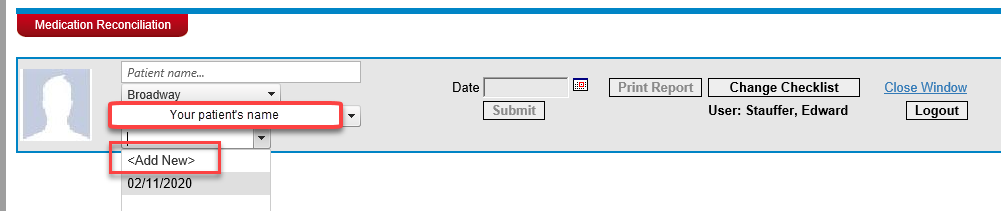 Medication Reconciliation
Patient name...
Broadway
Your patient's name
<Add New>
02/11/2020
Date
Submit
Print Report
Change Checklist
User: Stauffer, Edward
Close Window
Logout